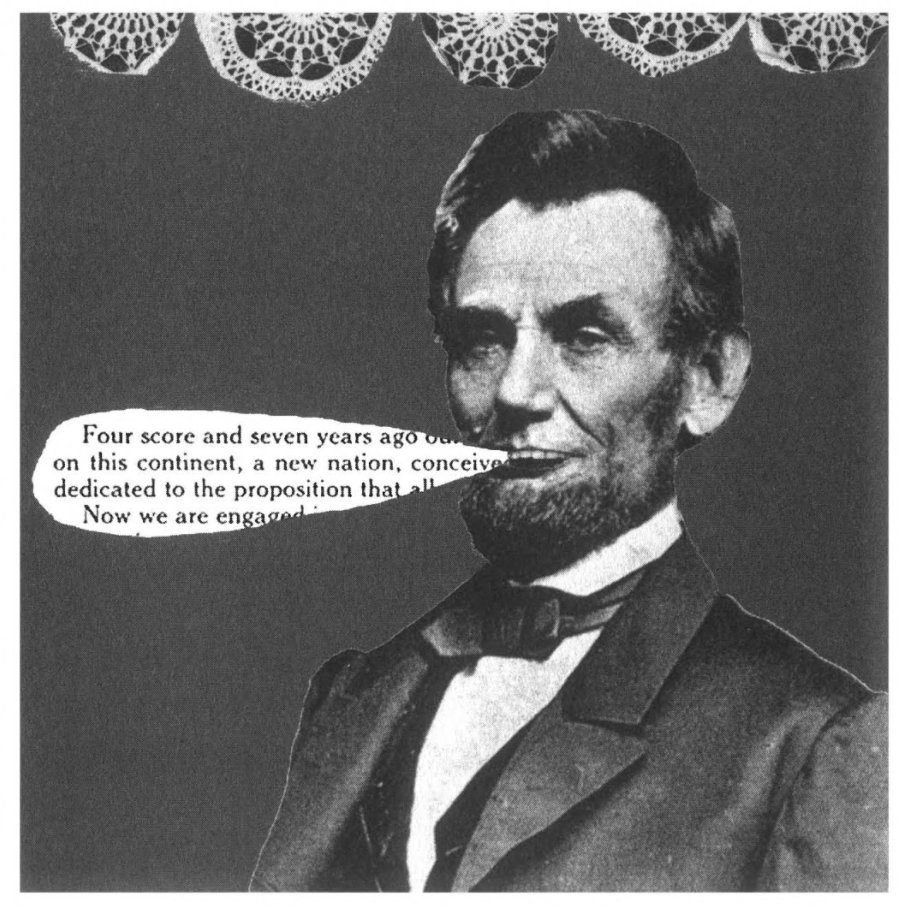 Four score and seven years ago
on this continent, a new nation, conceive
dedicated to the proposition that all
Now we are engaged